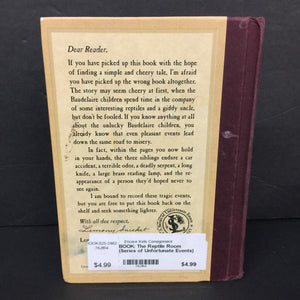 Dear Reader,
If you have picked up this book with the hope
of finding a simple and cheery tale, I'm afraid
you have picked up the wrong book altogether.
The story may seem cheery at first, when the
Baudelaire children spend time in the company
of some interesting reptiles and a giddy uncle,
but don't be fooled. If you know anything at all
about the unlucky Baudelaire children, you
already know that even pleasant events lead
down the same road to misery.
In fact, within the pages you now hold
in your hands, the three siblings endure a car
accident, a terrible odor, a deadly serpent, a long
knife, a large brass reading lamp, and the re-
appearance of a person they'd hoped never to see
again.
I am bound to record these tragic events,
but you are free to put this book back on the
shelf and seek something lighter.
With all due respect,
Lemony Snicket
Encore Kids Consignment
BOOK: The Reptile Room
(Series of Unfortunate Events)
$4.99
$4.99